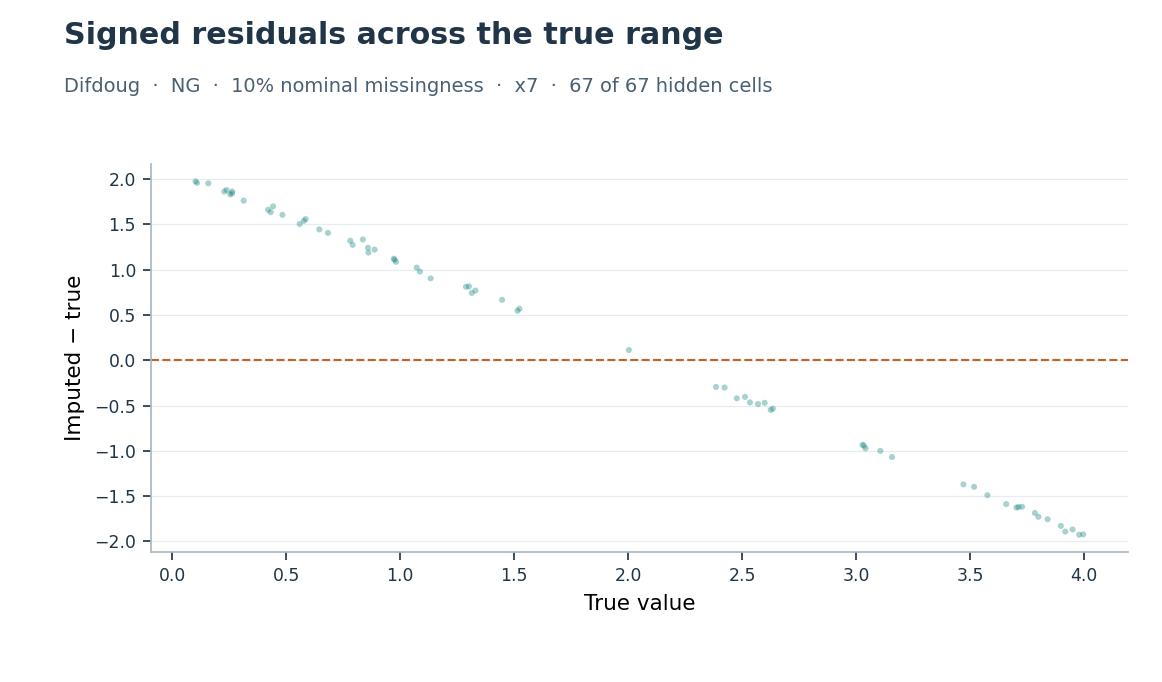 Signed residuals across the true range
Difdoug · NG · 10% nominal missingness · x7 · 67 of 67 hidden cells
Imputed − true
2.0
1.5
1.0
0.5
0.0
−0.5
−1.0
−1.5
−2.0
0.0 0.5 1.0 1.5 2.0 2.5 3.0 3.5 4.0
True value